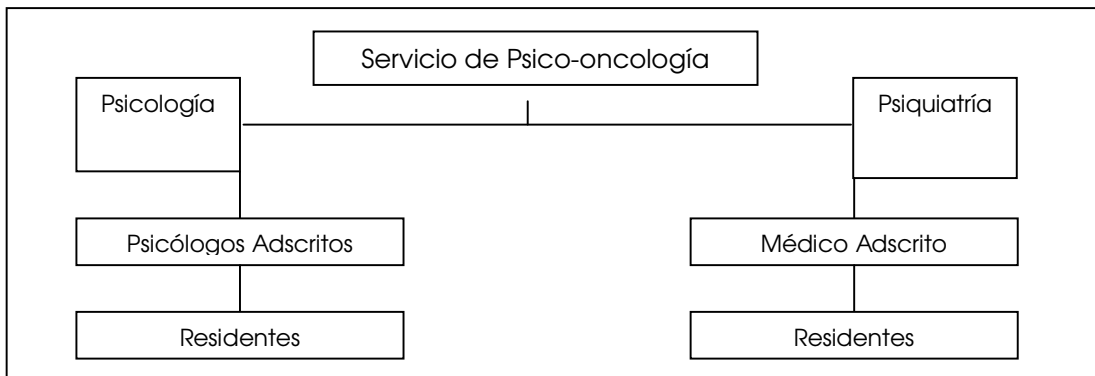 Servicio de Psico-oncología
Psicología
Psiquiatría
Psicólogos Adscritos
Médico Adscrito
Residentes
Residentes